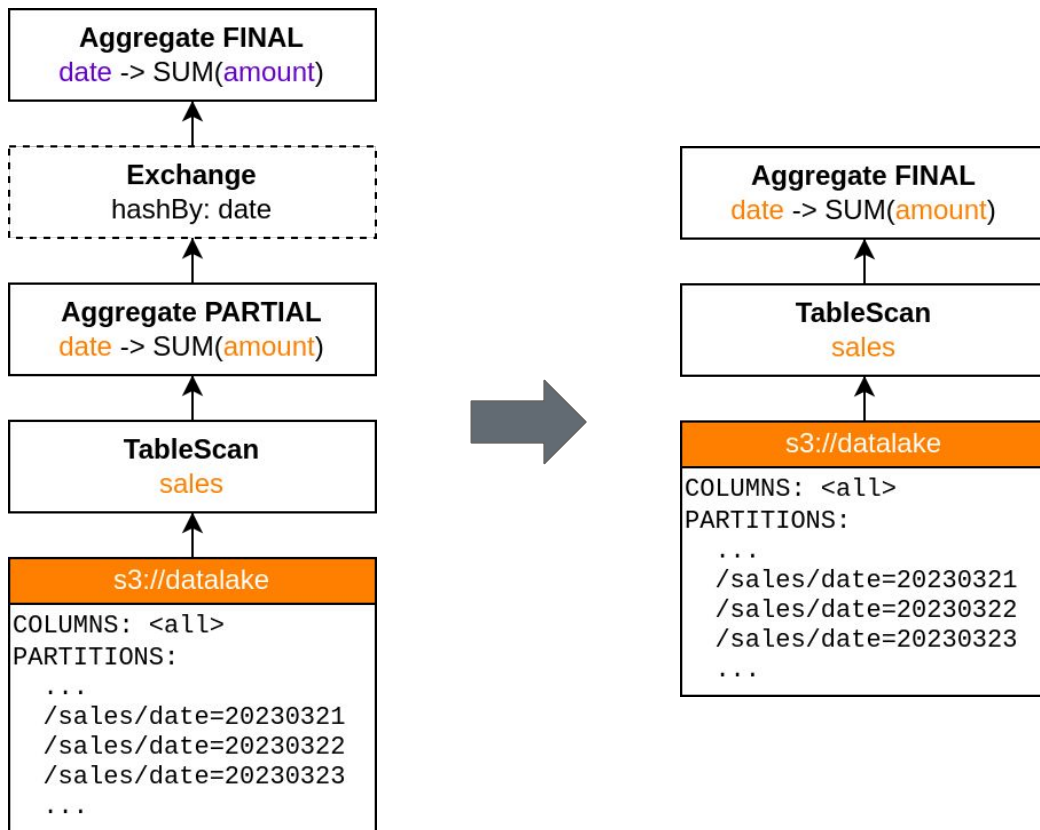 Aggregate FINAL
date -> SUM(amount)
Exchange
hashBy: date
Aggregate PARTIAL
date -> SUM(amount)
TableScan
sales
s3://datalake
COLUMNS: <all>
PARTITIONS:
...
/sales/date=20230321
/sales/date=20230322
/sales/date=20230323
...
Aggregate FINAL
date -> SUM(amount)
TableScan
sales
s3://datalake
COLUMNS: <all>
PARTITIONS:
...
/sales/date=20230321
/sales/date=20230322
/sales/date=20230323
...